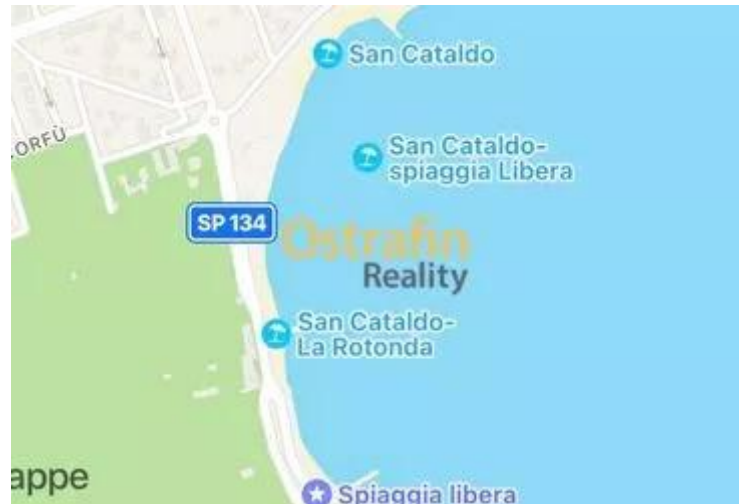 San Cataldo
San Cataldo-
spiaggia Libera
ORFÙ
SP 134
Ostrafin
Reality
San Cataldo-
La Rotonda
appe
Spiaggia libera